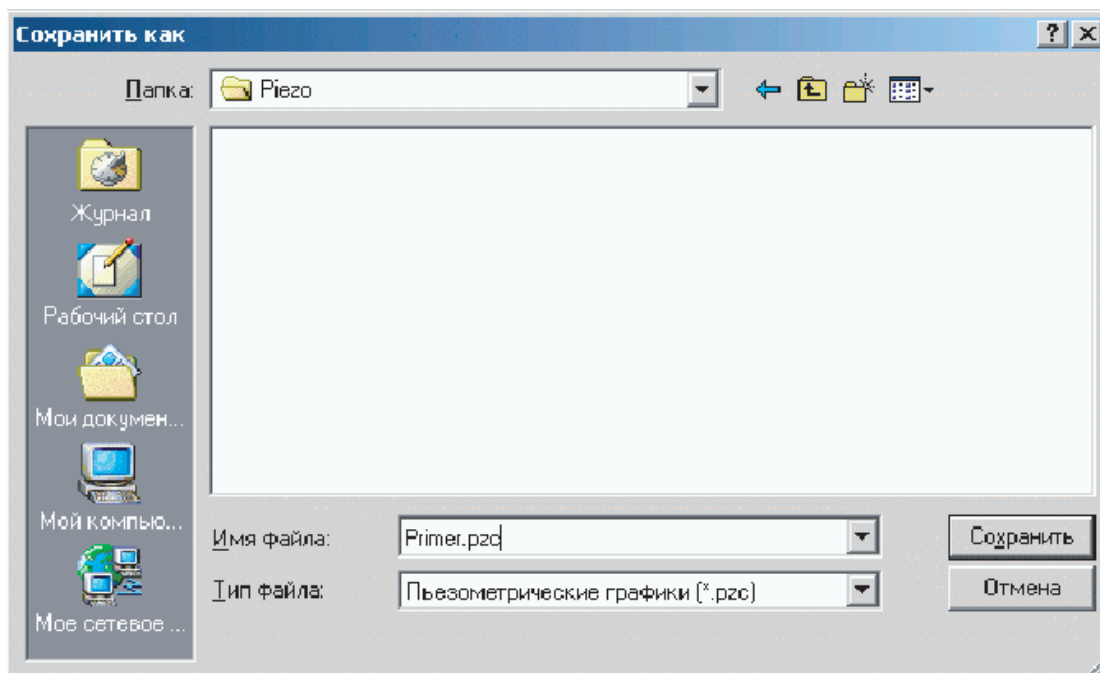 Сохранить как
Папка: Piezo
Журнал
Рабочий стол
Мои докумен...
Мой компью...
Мое сетевое ...
Имя файла: Primer.pzc
Сохранить
Тип файла: Пьезометрические графики (*.pzc)
Отмена